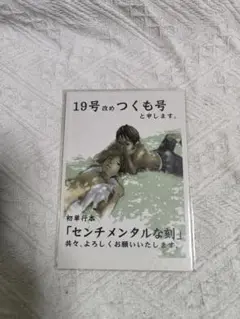 19号 改め つくも号
と申します。
初単行本
「センチメンタルな刻」
共々、よろしくお願いいたします。